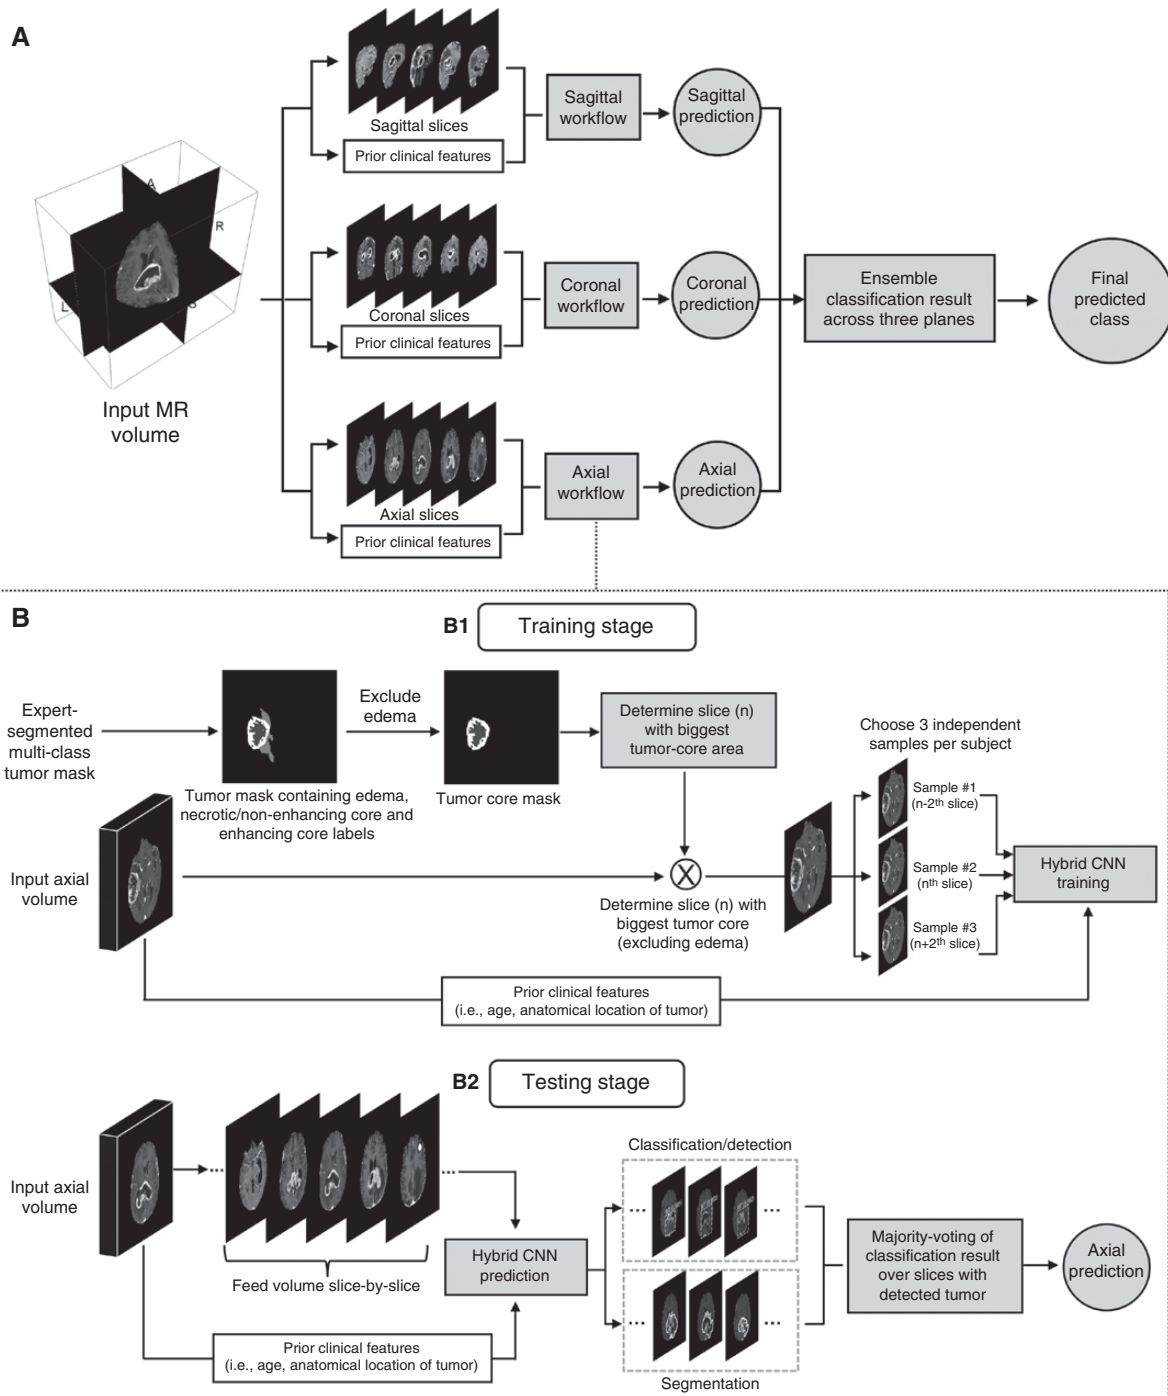 A
Sagittal slices
Prior clinical features
Sagittal
workflow
Sagittal
prediction
A
R
L
S
Input MR
volume
Coronal slices
Prior clinical features
Coronal
workflow
Coronal
prediction
Ensemble
classification result
across three planes
Final
predicted
class
Axial slices
Prior clinical features
Axial
workflow
Axial
prediction
B
B1
Training stage
Expert-
segmented
multi-class
tumor mask
Exclude
edema
Tumor mask containing edema,
necrotic/non-enhancing core and
enhancing core labels
Tumor core mask
Determine slice (n)
with biggest
tumor-core area
Choose 3 independent
samples per subject
Sample #1
(n-2th slice)
Sample #2
(nth slice)
Sample #3
(n+2th slice)
Hybrid CNN
training
Input axial
volume
X
Determine slice (n) with
biggest tumor core
(excluding edema)
Prior clinical features
(i.e., age, anatomical location of tumor)
B2
Testing stage
Input axial
volume
...
...
Feed volume slice-by-slice
Hybrid CNN
prediction
Prior clinical features
(i.e., age, anatomical location of tumor)
Classification/detection
... ...
... ...
Segmentation
Majority-voting of
classification result
over slices with
detected tumor
Axial
prediction